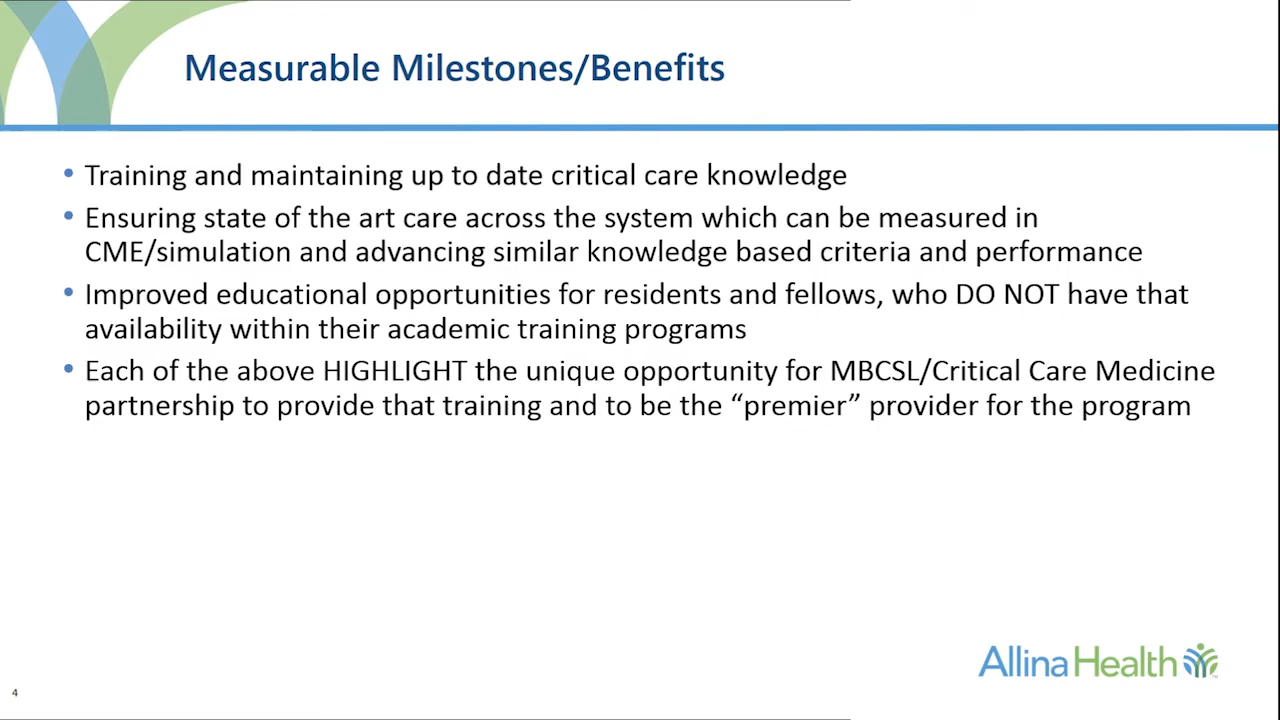 Measurable Milestones/Benefits
• Training and maintaining up to date critical care knowledge
• Ensuring state of the art care across the system which can be measured in
CME/simulation and advancing similar knowledge based criteria and performance
• Improved educational opportunities for residents and fellows, who DO NOT have that
availability within their academic training programs
• Each of the above HIGHLIGHT the unique opportunity for MBCSL/Critical Care Medicine
partnership to provide that training and to be the “premier” provider for the program
Allina Health
4